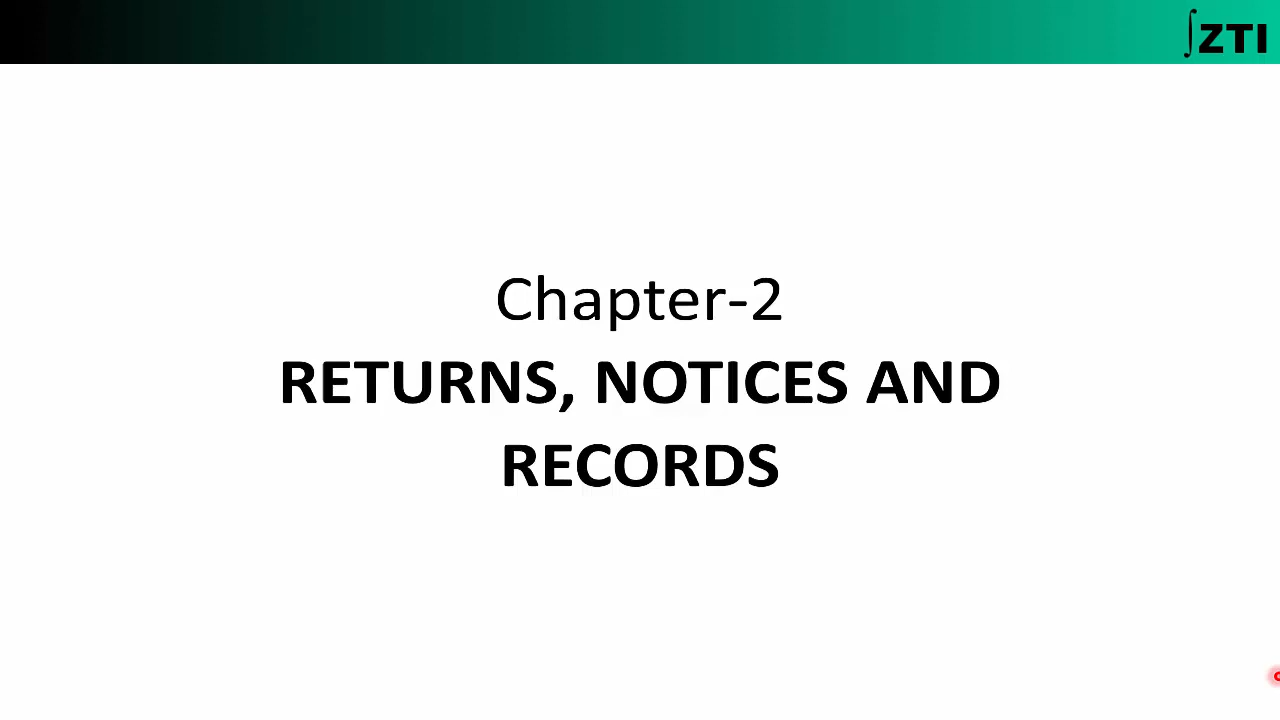 ∫ZTI
Chapter-2
RETURNS, NOTICES AND
RECORDS